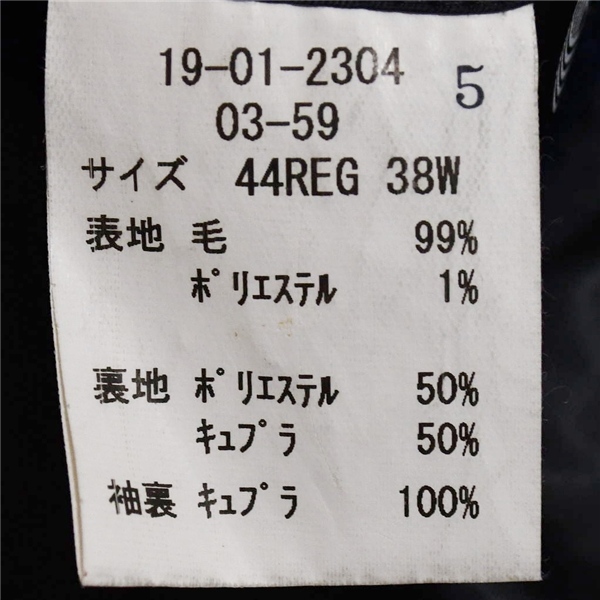 19-01-2304 5
03-59
サイズ 44REG 38W
表地 毛 99%
ﾎﾟﾘｴｽﾃﾙ 1%
裏地 ﾎﾟﾘｴｽﾃﾙ 50%
ｷｭﾌﾟﾗ 50%
袖裏 ｷｭﾌﾟﾗ 100%